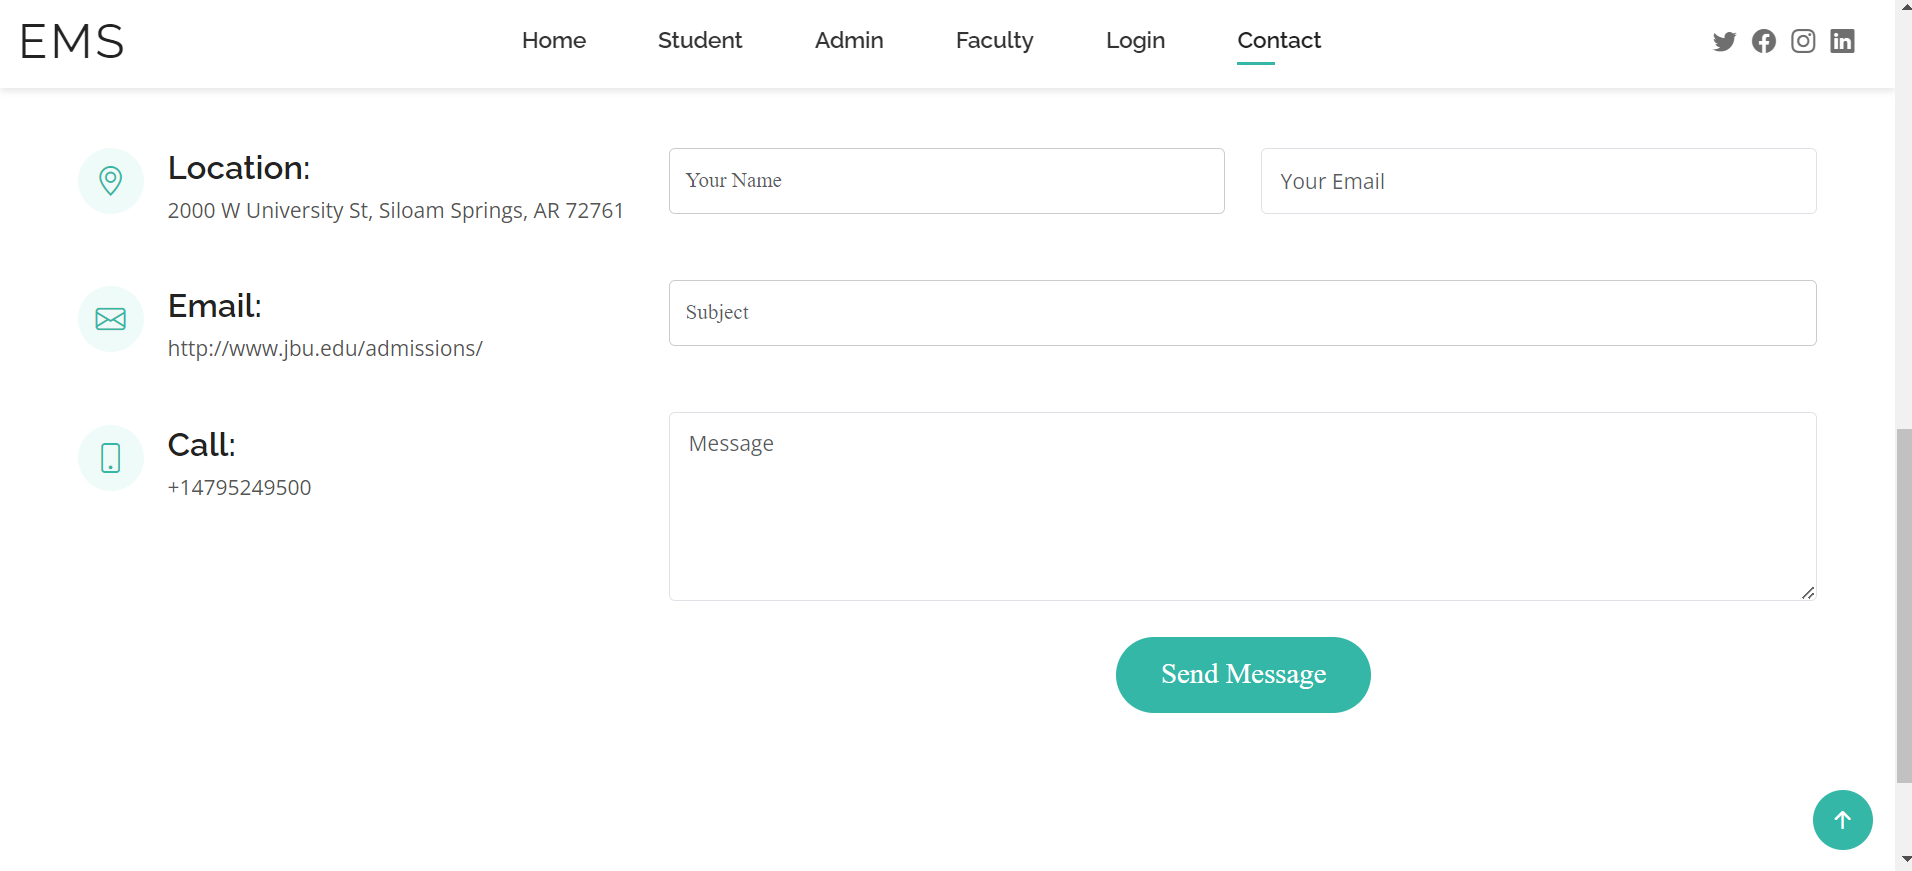 EMS
Home Student Admin Faculty Login Contact
Location:
2000 W University St, Siloam Springs, AR 72761
Your Name
Your Email
Email:
http://www.jbu.edu/admissions/
Subject
Call:
+14795249500
Message
Send Message